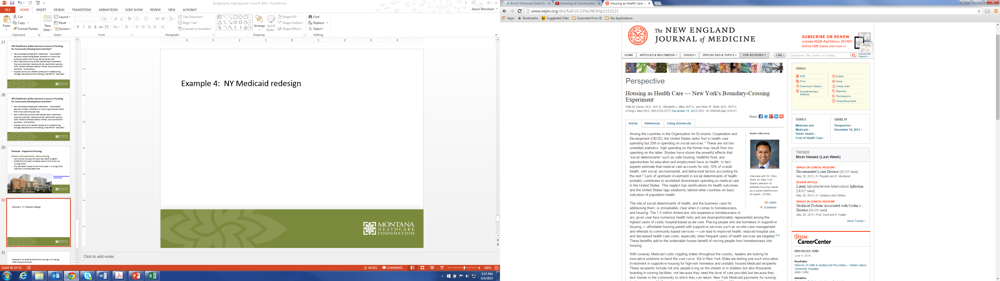 Bridging the Gap Keynote--June 9, 2015 - PowerPoint
FILE HOME INSERT DESIGN TRANSITIONS ANIMATIONS SLIDE SHOW REVIEW VIEW ACROBAT
Aaron Wernham
Paste
Cut
Copy
Format Painter
Clipboard
New Slide
Layout
Reset
Section
Slides
24
Font
Text Direction
Align Text
Convert to SmartArt
Paragraph
Arrange
Quick Styles
Shape Fill
Shape Outline
Shape Effects
Drawing
Find
Replace
Select
Editing
27
Will Healthcare dollars become a source of funding
for Community Development activities?
• New landscape emerging for healthcare: "value-based"
payment models being tested: emphasis on improving
outcomes rather than simply delivering services
• New incentives to ensure that medical care investments
improve outcomes: Medicare 30 day readmission penalty;
ACOs, Patient Centered Medical Homes, care coordination
payments, "hot-spotting"
• Hospital community benefit (Schedule H)—establishing
stronger standards and eliminating write-offs for "bad debt."
28
Will Healthcare dollars become a source of funding
for Community Development activities?
• New landscape emerging for healthcare: "value-based"
payment models—emphasis on improving outcomes rather
than simply delivering services
• New incentives to ensure that medical care investments
improve outcomes: Medicare 30 day readmission penalty;
ACOs, Patient Centered Medical Homes, care coordination
payments, "hot-spotting"
• Hospital community benefit (Schedule H)—establishing
stronger standards and eliminating write-offs for "bad debt."
29
Example: Supportive Housing
Mission Creek Apartments—Mercy Housing
• Low-income housing with adult day health program.
• Shifted 50 chronically homeless seniors from a city-run
nursing home
• City estimates it saves $1.45 million/year in nursing home
costs and uncompensated care
30
Example 4: NY Medicaid redesign
31
Example 5: co-locating Transit and housing—LIIF, see pg
2059 Andrews/Erickson
Example 4: NY Medicaid redesign
MONTANA
HEATHCARE
FOUNDATION
Click to add notes
SLIDE 30 OF 32
NOTES COMMENTS 106%
3:37 PM
6/4/2015
Booth Memorial Child De
Investing in Communities
Housing as Health Care —
aaron
www.nejm.org/doi/full/10.1056/NEJMp1310121
Apps Bookmarks Suggested Sites Imported From IE My Applications
The NEW ENGLAND
JOURNAL of MEDICINE
SUBSCRIBE OR RENEW
Includes NEJM iPad Edition, 20 FREE
Online CME Exams and more >>
HOME ARTICLES & MULTIMEDIA ISSUES SPECIALTIES & TOPICS FOR AUTHORS CME
Keyword, Title, Author, or Citation
Advanced
Search
Perspective
Housing as Health Care — New York's Boundary-Crossing
Experiment
Kelly M. Doran, M.D., M.H.S., Elizabeth J. Misa, M.P.A., and Nirav R. Shah, M.D., M.P.H.
N Engl J Med 2013; 369:2374-2377 | December 19, 2013 | DOI: 10.1056/NEJMp1310121
Share:
Article References Citing Articles (6)
Among the countries in the Organization for Economic Cooperation and
Development (OECD), the United States ranks first in health care
spending but 25th in spending on social services.1 These are not two
unrelated statistics: high spending on the former may result from low
spending on the latter. Studies have shown the powerful effects that
“social determinants” such as safe housing, healthful food, and
opportunities for education and employment have on health. In fact,
experts estimate that medical care accounts for only 10% of overall
health, with social, environmental, and behavioral factors accounting for
the rest.2 Lack of upstream investment in social determinants of health
probably contributes to exorbitant downstream spending on medical care
in the United States. This neglect has ramifications for health outcomes,
and the United States lags stubbornly behind other countries on basic
indicators of population health.
Audio Interview
Interview with Dr. Nirav
Shah on New York
State's decision to
address housing needs
as a social determinant
of health. (10:56)
Listen
Download
The role of social determinants of health, and the business case for
addressing them, is immediately clear when it comes to homelessness
and housing. The 1.5 million Americans who experience homelessness in
any given year face numerous health risks and are disproportionately represented among the
highest users of costly hospital-based acute care. Placing people who are homeless in supportive
housing — affordable housing paired with supportive services such as on-site case management
and referrals to community-based services — can lead to improved health, reduced hospital use,
and decreased health care costs, especially when frequent users of health services are targeted.3,4
These benefits add to the undeniable human benefit of moving people from homelessness into
housing.
With runaway Medicaid costs crippling states throughout the country, leaders are looking for
innovative solutions to bend the cost curve. We in New York State are testing one such innovation:
investment in supportive housing for high-risk homeless and unstably housed Medicaid recipients.
These recipients include not only people living on the streets or in shelters but also thousands
boarding in nursing facilities, not because they need the level of care provided but because they
lack homes in the community to which they can return. New York Medicaid payments for nursing-
TOOLS
PDF
Print
Download Citation
Supplementary
Material
E-Mail
Save
Article Alert
Reprints
Permissions
Share/Bookmark
TOPICS
Medicare and
Medicaid
Public Health
Cost of Health Care
MORE IN
Perspective
December 19, 2013
TRENDS
Most Viewed (Last Week)
IMAGES IN CLINICAL MEDICINE
Disseminated Lyme Disease [29,525 views]
May 28, 2015 | N. Regelin and E. Montaruli
REVIEW ARTICLE
Latent Mycobacterium tuberculosis Infection
[28,927 views]
May 28, 2015 | H. Getahun and Others
IMAGES IN CLINICAL MEDICINE
Orofacial Fistulae Associated with Crohn's
Disease [19,353 views]
May 28, 2015 | R.M. Goel and E. Hullah
More Trends
NEJM
CareerCenter
PHYSICIAN JOBS
June 4, 2015
Psychiatry
Director of Child & Adolescent Psychiatry – Staten Island
University Hospital
NEW YORK
Geriatrics